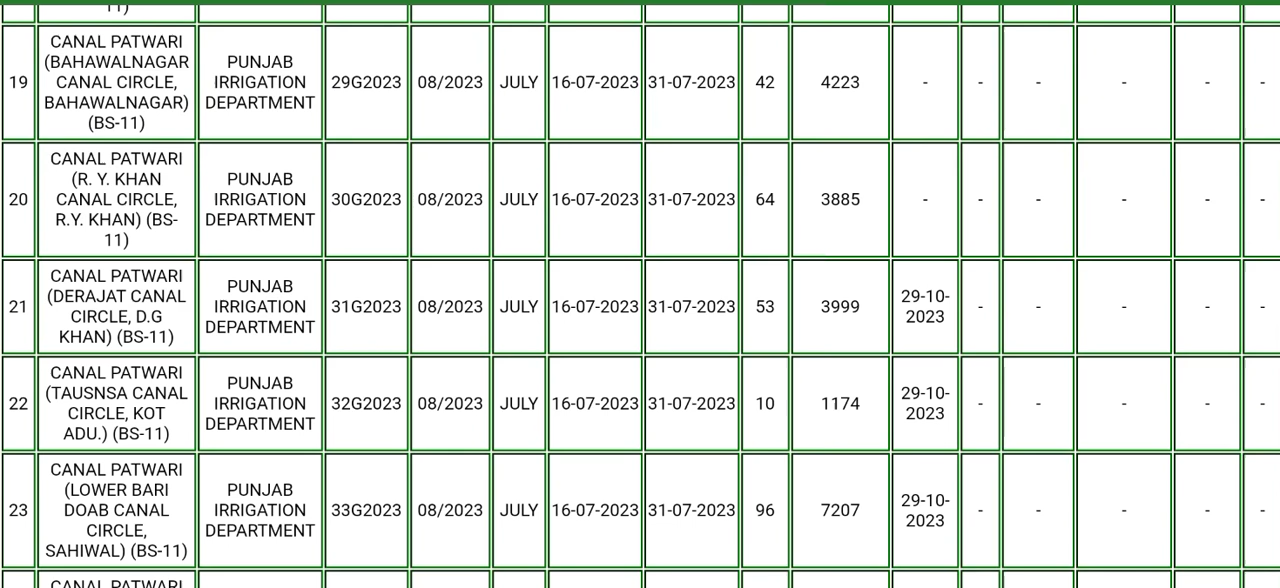 11)
19
CANAL PATWARI
(BAHAWALNAGAR
CANAL CIRCLE,
BAHAWALNAGAR)
(BS-11)
PUNJAB
IRRIGATION
DEPARTMENT
29G2023
08/2023
JULY
16-07-2023
31-07-2023
42
4223
-
-
-
-
-
-
20
CANAL PATWARI
(R. Y. KHAN
CANAL CIRCLE,
R.Y. KHAN) (BS-
11)
PUNJAB
IRRIGATION
DEPARTMENT
30G2023
08/2023
JULY
16-07-2023
31-07-2023
64
3885
-
-
-
-
-
-
21
CANAL PATWARI
(DERAJAT CANAL
CIRCLE, D.G
KHAN) (BS-11)
PUNJAB
IRRIGATION
DEPARTMENT
31G2023
08/2023
JULY
16-07-2023
31-07-2023
53
3999
29-10-
2023
-
-
-
-
-
22
CANAL PATWARI
(TAUSNSA CANAL
CIRCLE, KOT
ADU.) (BS-11)
PUNJAB
IRRIGATION
DEPARTMENT
32G2023
08/2023
JULY
16-07-2023
31-07-2023
10
1174
29-10-
2023
-
-
-
-
-
23
CANAL PATWARI
(LOWER BARI
DOAB CANAL
CIRCLE,
SAHIWAL) (BS-11)
PUNJAB
IRRIGATION
DEPARTMENT
33G2023
08/2023
JULY
16-07-2023
31-07-2023
96
7207
29-10-
2023
-
-
-
-
-
CANAL PATWARI